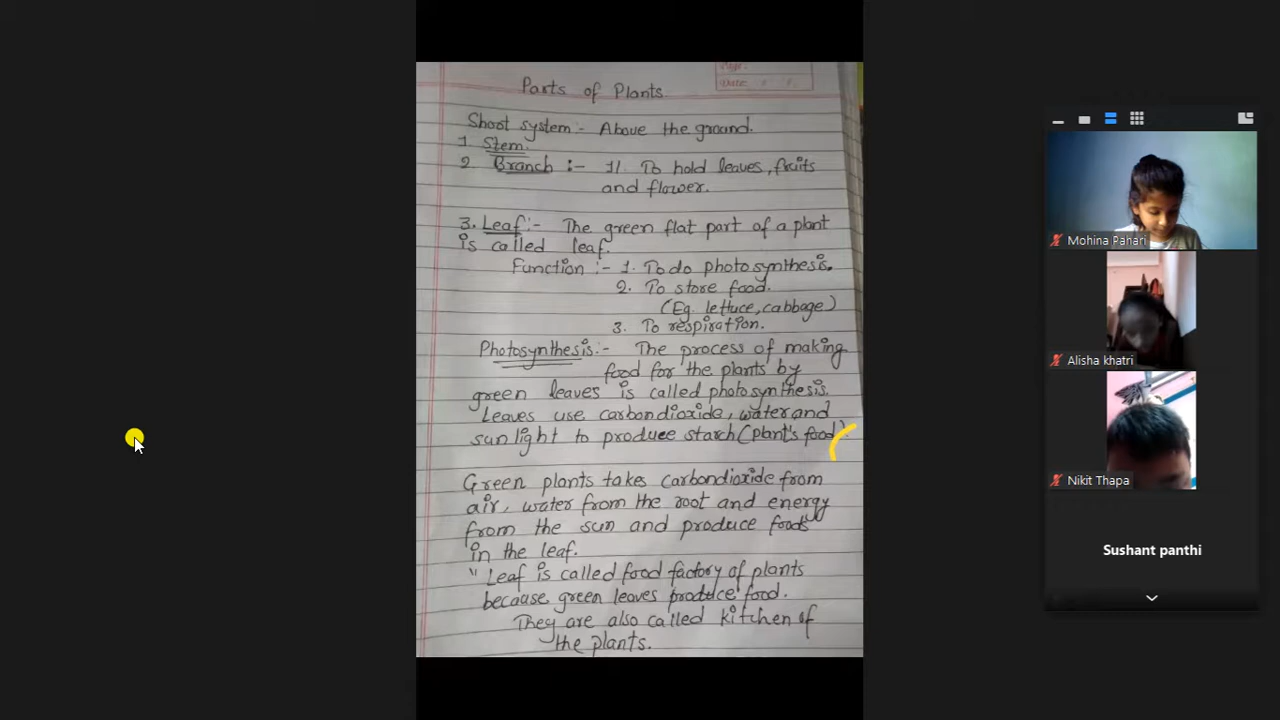 Page:
Date: / /
Parts of Plants
Shoot system:- Above the ground.
1 Stem.
2 Branch :- 1/. To hold leaves, fruits
and flower.
3. Leaf:- The green flat part of a plant
is called leaf.
Function :- 1. To do photosynthesis.
2. To store food.
(Eg. lettuce, cabbage)
3. To respiration.
Photosynthesis:- The process of making
food for the plants by
green leaves is called photosynthesis.
Leaves use carbondioxide, water and
sunlight to produce starch (plant's food)
Green plants takes carbondioxide from
air, water from the root and energy
from the sun and produce foods
in the leaf.
" Leaf is called food factory of plants
because green leaves produce food.
They are also called kitchen of
the plants.
Mohina Pahari
Alisha khatri
Nikit Thapa
Sushant panthi